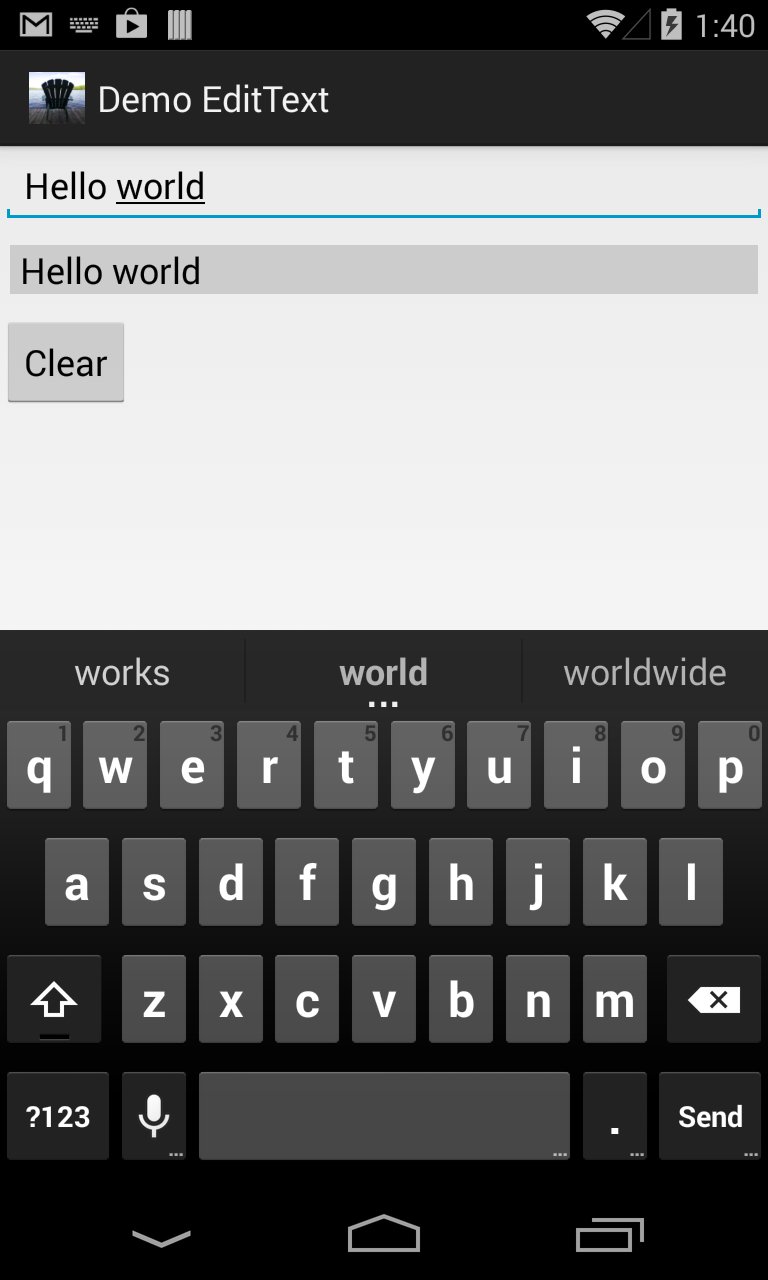 1:40
Demo EditText
Hello world
Hello world
Clear
works world worldwide
1 2 3 4 5 6 7 8 9 0
q w e r t y u i o p
a s d f g h j k l
z x c v b n m
?123 . Send